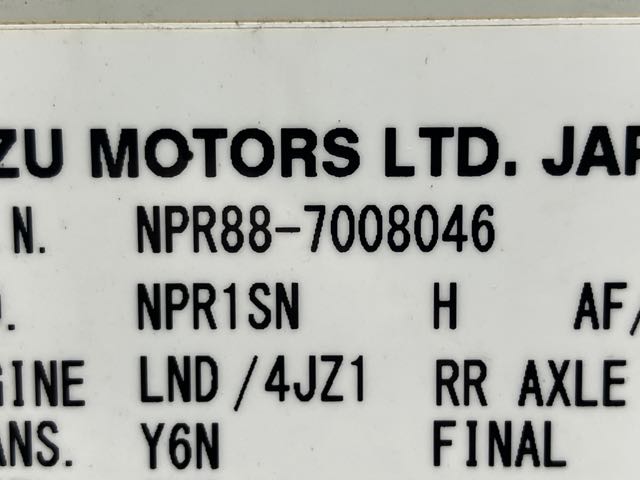 ZU MOTORS LTD. JAP
N. NPR88-7008046
NPR1SN H AF/
GINE LND/4JZ1 RR AXLE
ANS. Y6N FINAL